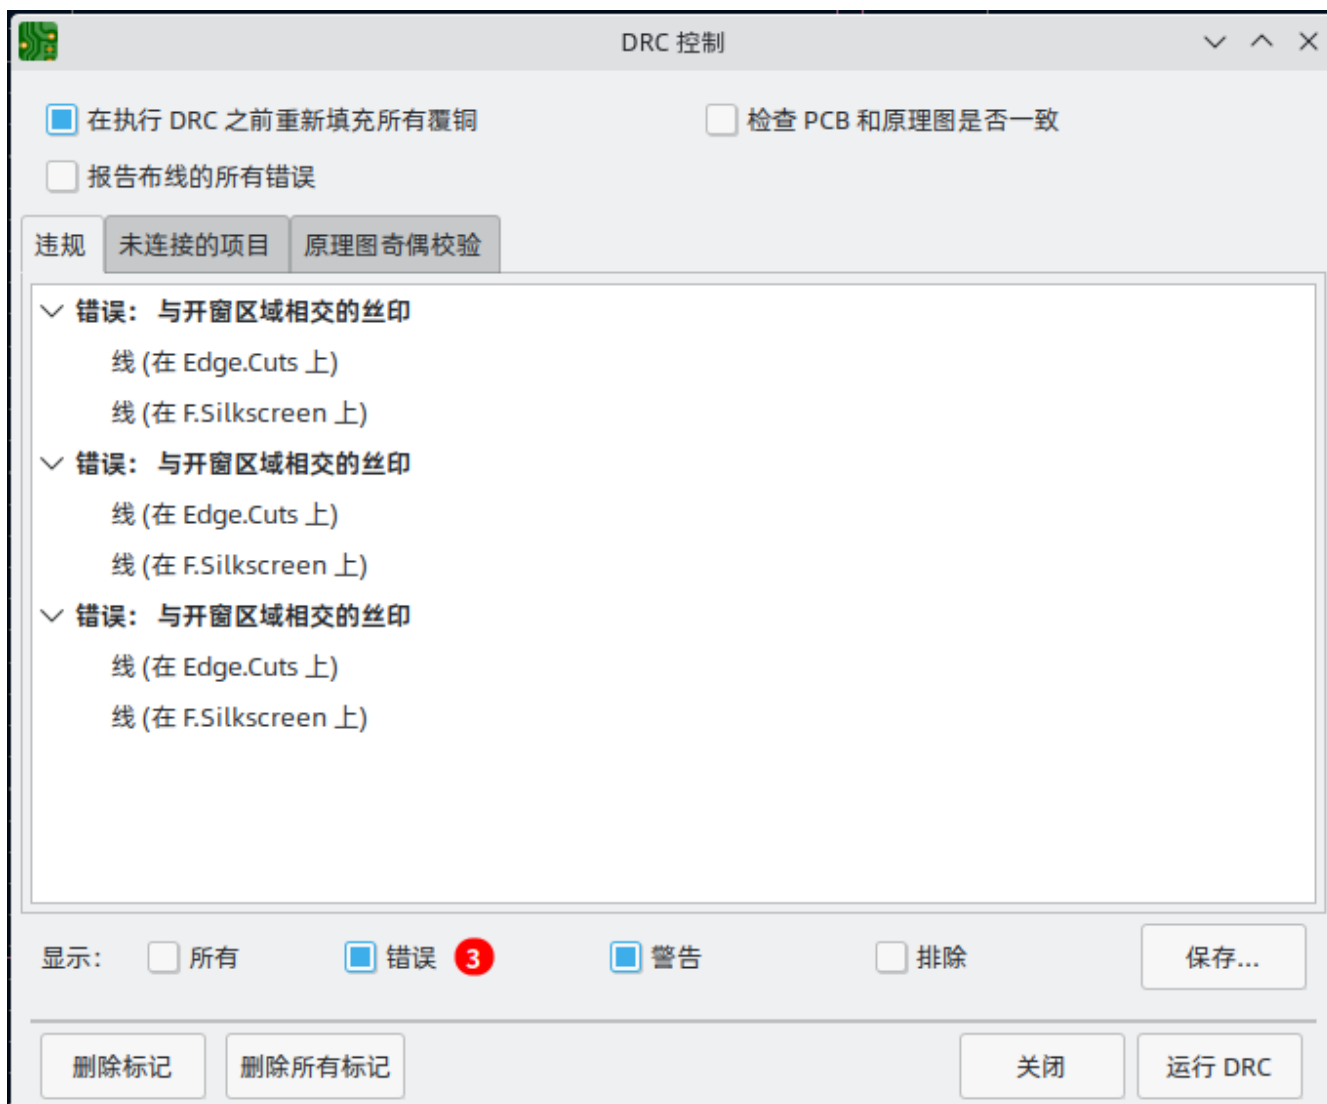 DRC 控制
在执行 DRC 之前重新填充所有覆铜 检查 PCB 和原理图是否一致
报告布线的所有错误
违规 未连接的项目 原理图奇偶校验
错误： 与开窗区域相交的丝印
线 (在 Edge.Cuts 上)
线 (在 F.Silkscreen 上)
错误： 与开窗区域相交的丝印
线 (在 Edge.Cuts 上)
线 (在 F.Silkscreen 上)
错误： 与开窗区域相交的丝印
线 (在 Edge.Cuts 上)
线 (在 F.Silkscreen 上)
显示： 所有 错误 3 警告 排除 保存...
删除标记 删除所有标记 关闭 运行 DRC